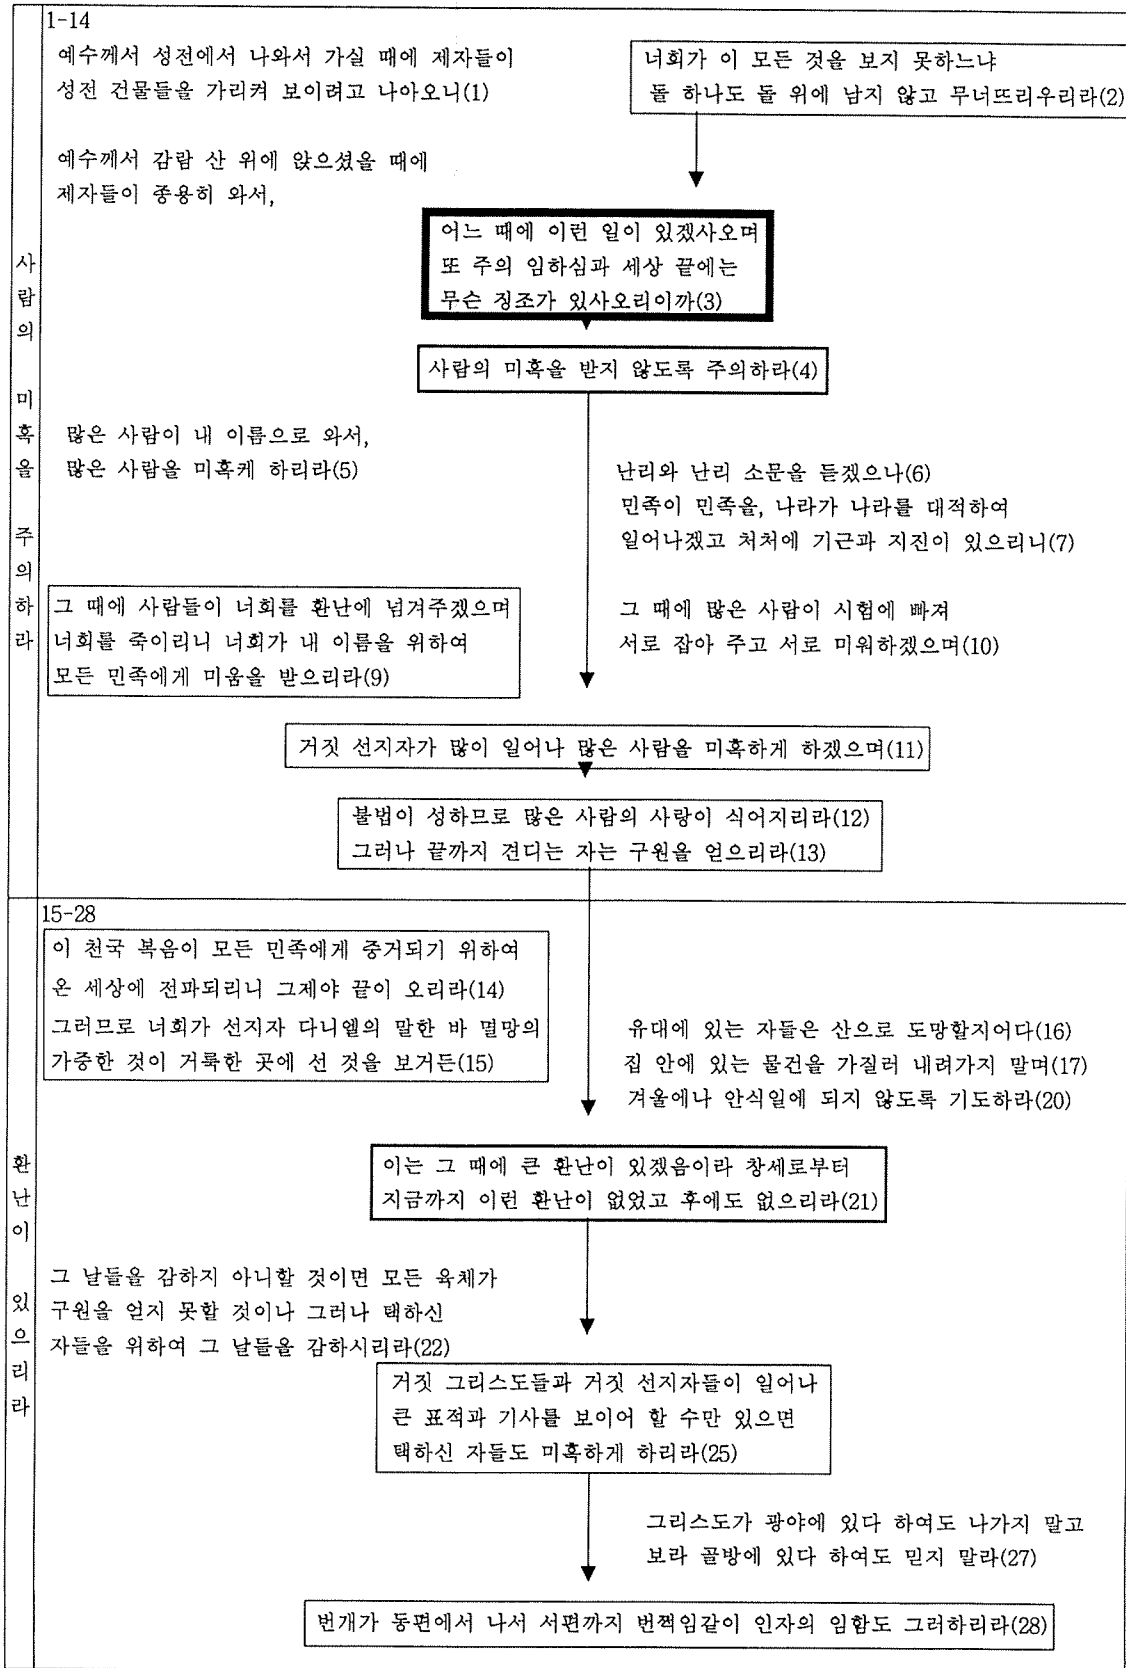 1-14
예수께서 성전에서 나와서 가실 때에 제자들이
성전 건물들을 가리켜 보이려고 나아오니(1)
너희가 이 모든 것을 보지 못하느냐
돌 하나도 돌 위에 남지 않고 무너뜨리우리라(2)
예수께서 감람 산 위에 앉으셨을 때에
제자들이 종용히 와서,
어느 때에 이런 일이 있겠사오며
또 주의 임하심과 세상 끝에는
무슨 징조가 있사오리이까(3)
사람의 미혹을 주의하라
사람의 미혹을 받지 않도록 주의하라(4)
많은 사람이 내 이름으로 와서,
많은 사람을 미혹케 하리라(5)
난리와 난리 소문을 듣겠으나(6)
민족이 민족을, 나라가 나라를 대적하여
일어나겠고 처처에 기근과 지진이 있으리니(7)
그 때에 사람들이 너희를 환난에 넘겨주겠으며
너희를 죽이리니 너희가 내 이름을 위하여
모든 민족에게 미움을 받으리라(9)
그 때에 많은 사람이 시험에 빠져
서로 잡아 주고 서로 미워하겠으며(10)
거짓 선지자가 많이 일어나 많은 사람을 미혹하게 하겠으며(11)
불법이 성하므로 많은 사람의 사랑이 식어지리라(12)
그러나 끝까지 견디는 자는 구원을 얻으리라(13)
15-28
이 천국 복음이 모든 민족에게 증거되기 위하여
온 세상에 전파되리니 그제야 끝이 오리라(14)
그러므로 너희가 선지자 다니엘의 말한 바 멸망의
가증한 것이 거룩한 곳에 선 것을 보거든(15)
유대에 있는 자들은 산으로 도망할지어다(16)
집 안에 있는 물건을 가질러 내려가지 말며(17)
겨울에나 안식일에 되지 않도록 기도하라(20)
환난이 있으리라
이는 그 때에 큰 환난이 있겠음이라 창세로부터
지금까지 이런 환난이 없었고 후에도 없으리라(21)
그 날들을 감하지 아니할 것이면 모든 육체가
구원을 얻지 못할 것이나 그러나 택하신
자들을 위하여 그 날들을 감하시리라(22)
거짓 그리스도들과 거짓 선지자들이 일어나
큰 표적과 기사를 보이어 할 수만 있으면
택하신 자들도 미혹하게 하리라(25)
그리스도가 광야에 있다 하여도 나가지 말고
보라 골방에 있다 하여도 믿지 말라(27)
번개가 동편에서 나서 서편까지 번쩍임같이 인자의 임함도 그러하리라(28)